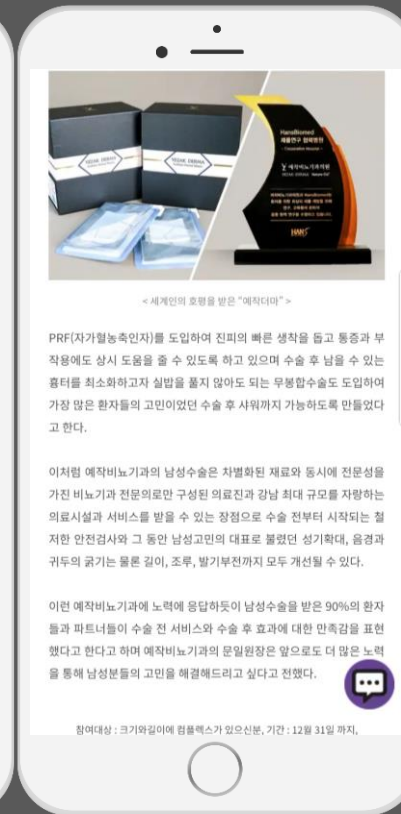 HansBiomed
제품연구 협력병원
예작비뇨기과의원
HANS
< 세계인의 호평을 받은 "예작더마" >
PRF(자가혈농축인자)를 도입하여 진피의 빠른 생착을 돕고 통증과 부
작용에도 상시 도움을 줄 수 있도록 하고 있으며 수술 후 남을 수 있는
흉터를 최소화하고자 실밥을 풀지 않아도 되는 무봉합수술도 도입하여
가장 많은 환자들의 고민이었던 수술 후 샤워까지 가능하도록 만들었다
고 한다.
이처럼 예작비뇨기과의 남성수술은 차별화된 재료와 동시에 전문성을
가진 비뇨기과 전문의로만 구성된 의료진과 강남 최대 규모를 자랑하는
의료시설과 서비스를 받을 수 있는 장점으로 수술 전부터 시작되는 철
저한 안전검사와 그 동안 남성고민의 대표로 불렸던 성기확대, 음경과
귀두의 굵기는 물론 길이, 조루, 발기부전까지 모두 개선될 수 있다.
이런 예작비뇨기과에 노력에 응답하듯이 남성수술을 받은 90%의 환자
들과 파트너들이 수술 전 서비스와 수술 후 효과에 대한 만족감을 표현
했다고 한다고 하며 예작비뇨기과의 문일원장은 앞으로도 더 많은 노력
을 통해 남성분들의 고민을 해결해드리고 싶다고 전했다.
참여대상 : 크기와길이에 컴플렉스가 있으신분, 기간 : 12월 31일 까지,